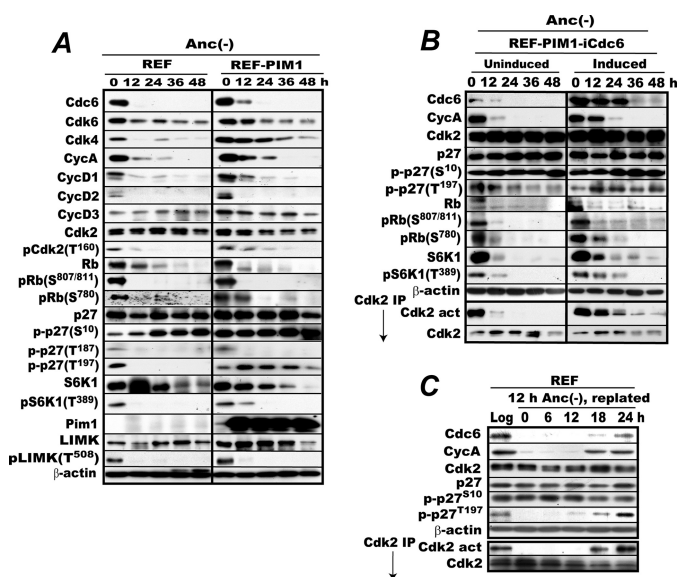 A
Anc(-)
REF REF-PIM1
0 12 24 36 48 0 12 24 36 48 h
Cdc6
Cdk6
Cdk4
CycA
CycD1
CycD2
CycD3
Cdk2
pCdk2(T160)
Rb
pRb(S807/811)
pRb(S780)
p27
p-p27(S10)
p-p27(T187)
p-p27(T197)
S6K1
pS6K1(T389)
Pim1
LIMK
pLIMK(T508)
β-actin
B
Anc(-)
REF-PIM1-iCdc6
Uninduced Induced
0 12 24 36 48 0 12 24 36 48 h
Cdc6
CycA
Cdk2
p27
p-p27(S10)
p-p27(T197)
Rb
pRb(S807/811)
pRb(S780)
S6K1
pS6K1(T389)
β-actin
Cdk2 IP
Cdk2 act
Cdk2
C
REF
12 h Anc(-), replated
Log 0 6 12 18 24 h
Cdc6
CycA
Cdk2
p27
p-p27S10
p-p27T197
β-actin
Cdk2 IP
Cdk2 act
Cdk2